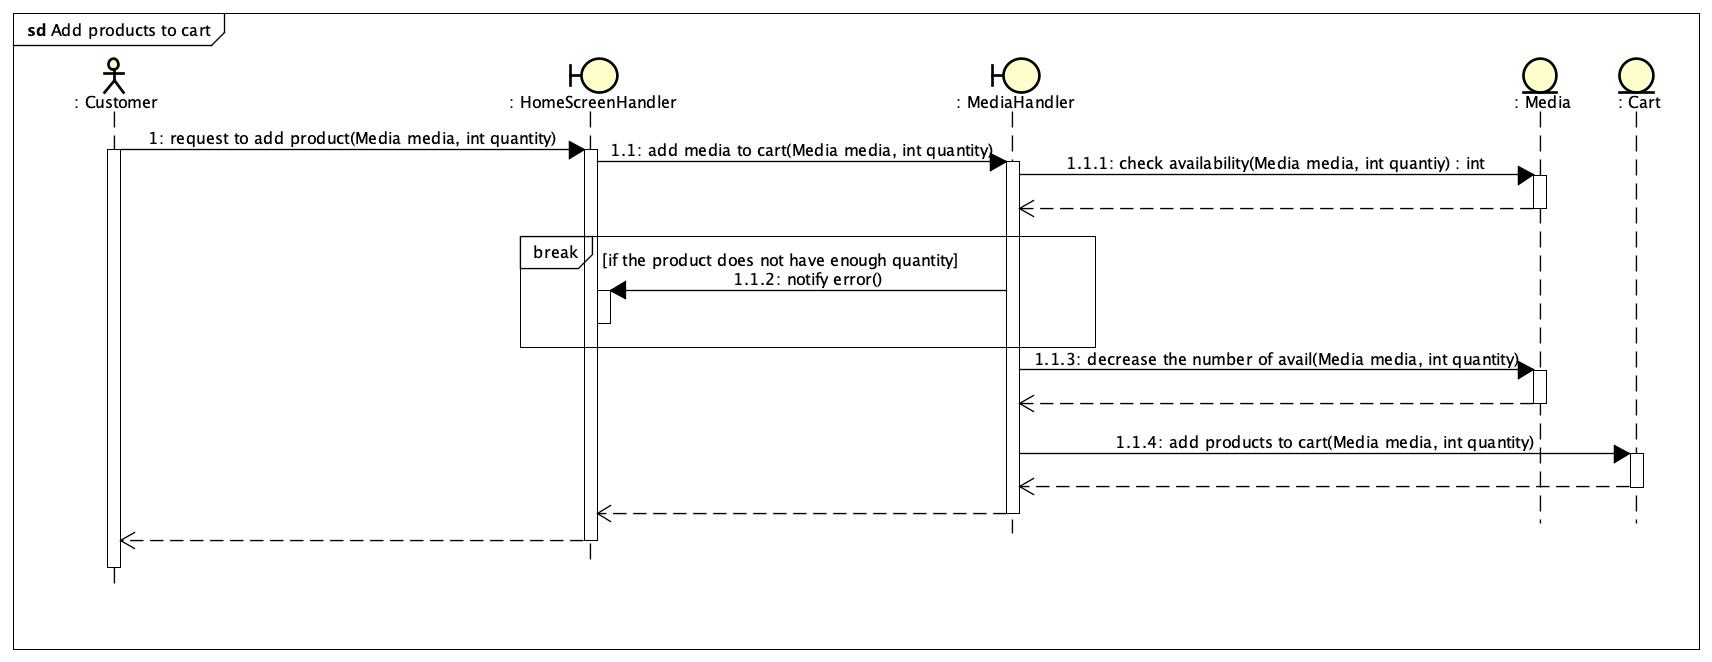 sd Add products to cart
: Customer
: HomeScreenHandler
: MediaHandler
: Media
: Cart
1: request to add product(Media media, int quantity)
1.1: add media to cart(Media media, int quantity)
1.1.1: check availability(Media media, int quantiy) : int
break
[if the product does not have enough quantity]
1.1.2: notify error()
1.1.3: decrease the number of avail(Media media, int quantity)
1.1.4: add products to cart(Media media, int quantity)